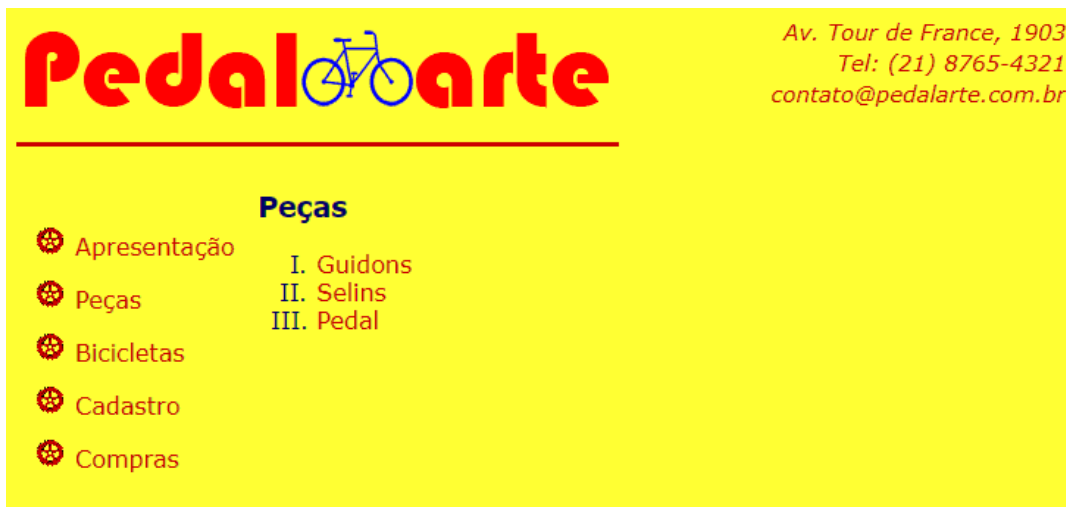 Pedalarte
Av. Tour de France, 1903
Tel: (21) 8765-4321
contato@pedalarte.com.br
Apresentação
Peças
Bicicletas
Cadastro
Compras
Peças
I. Guidons
II. Selins
III. Pedal